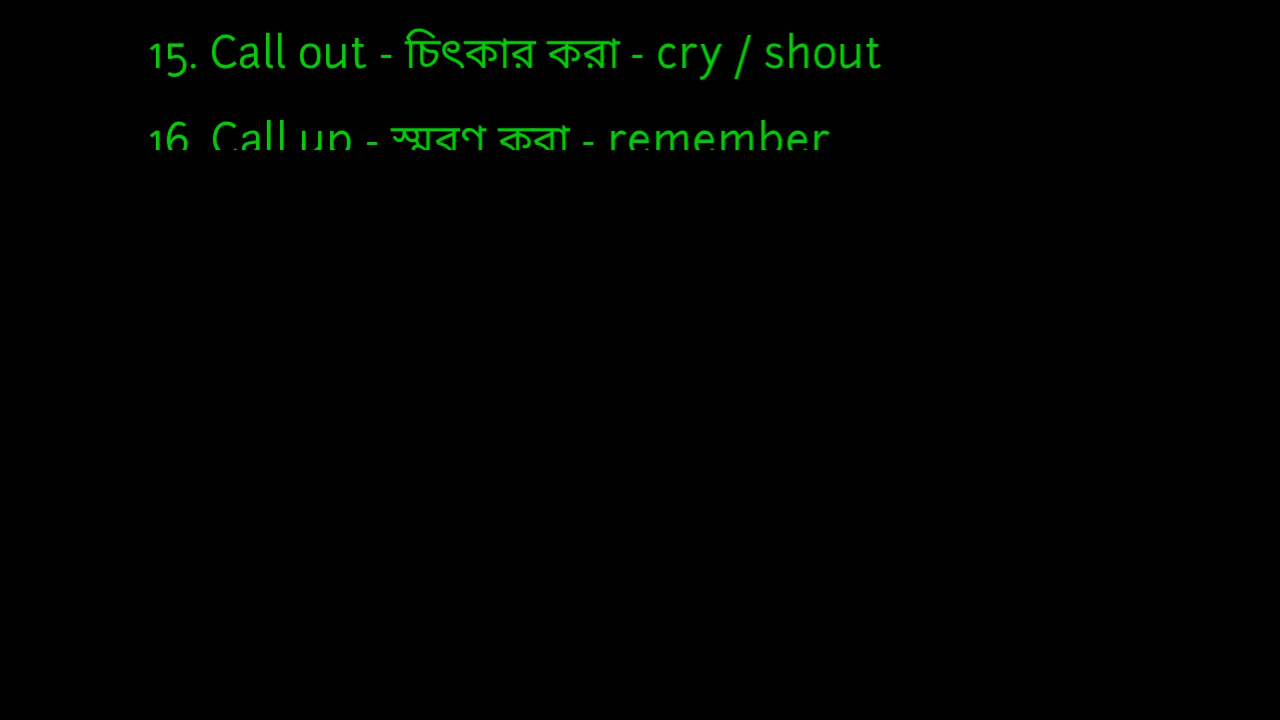 15. Call out - চিৎকার করা - cry / shout
16. Call up - স্মরণ করা - remember